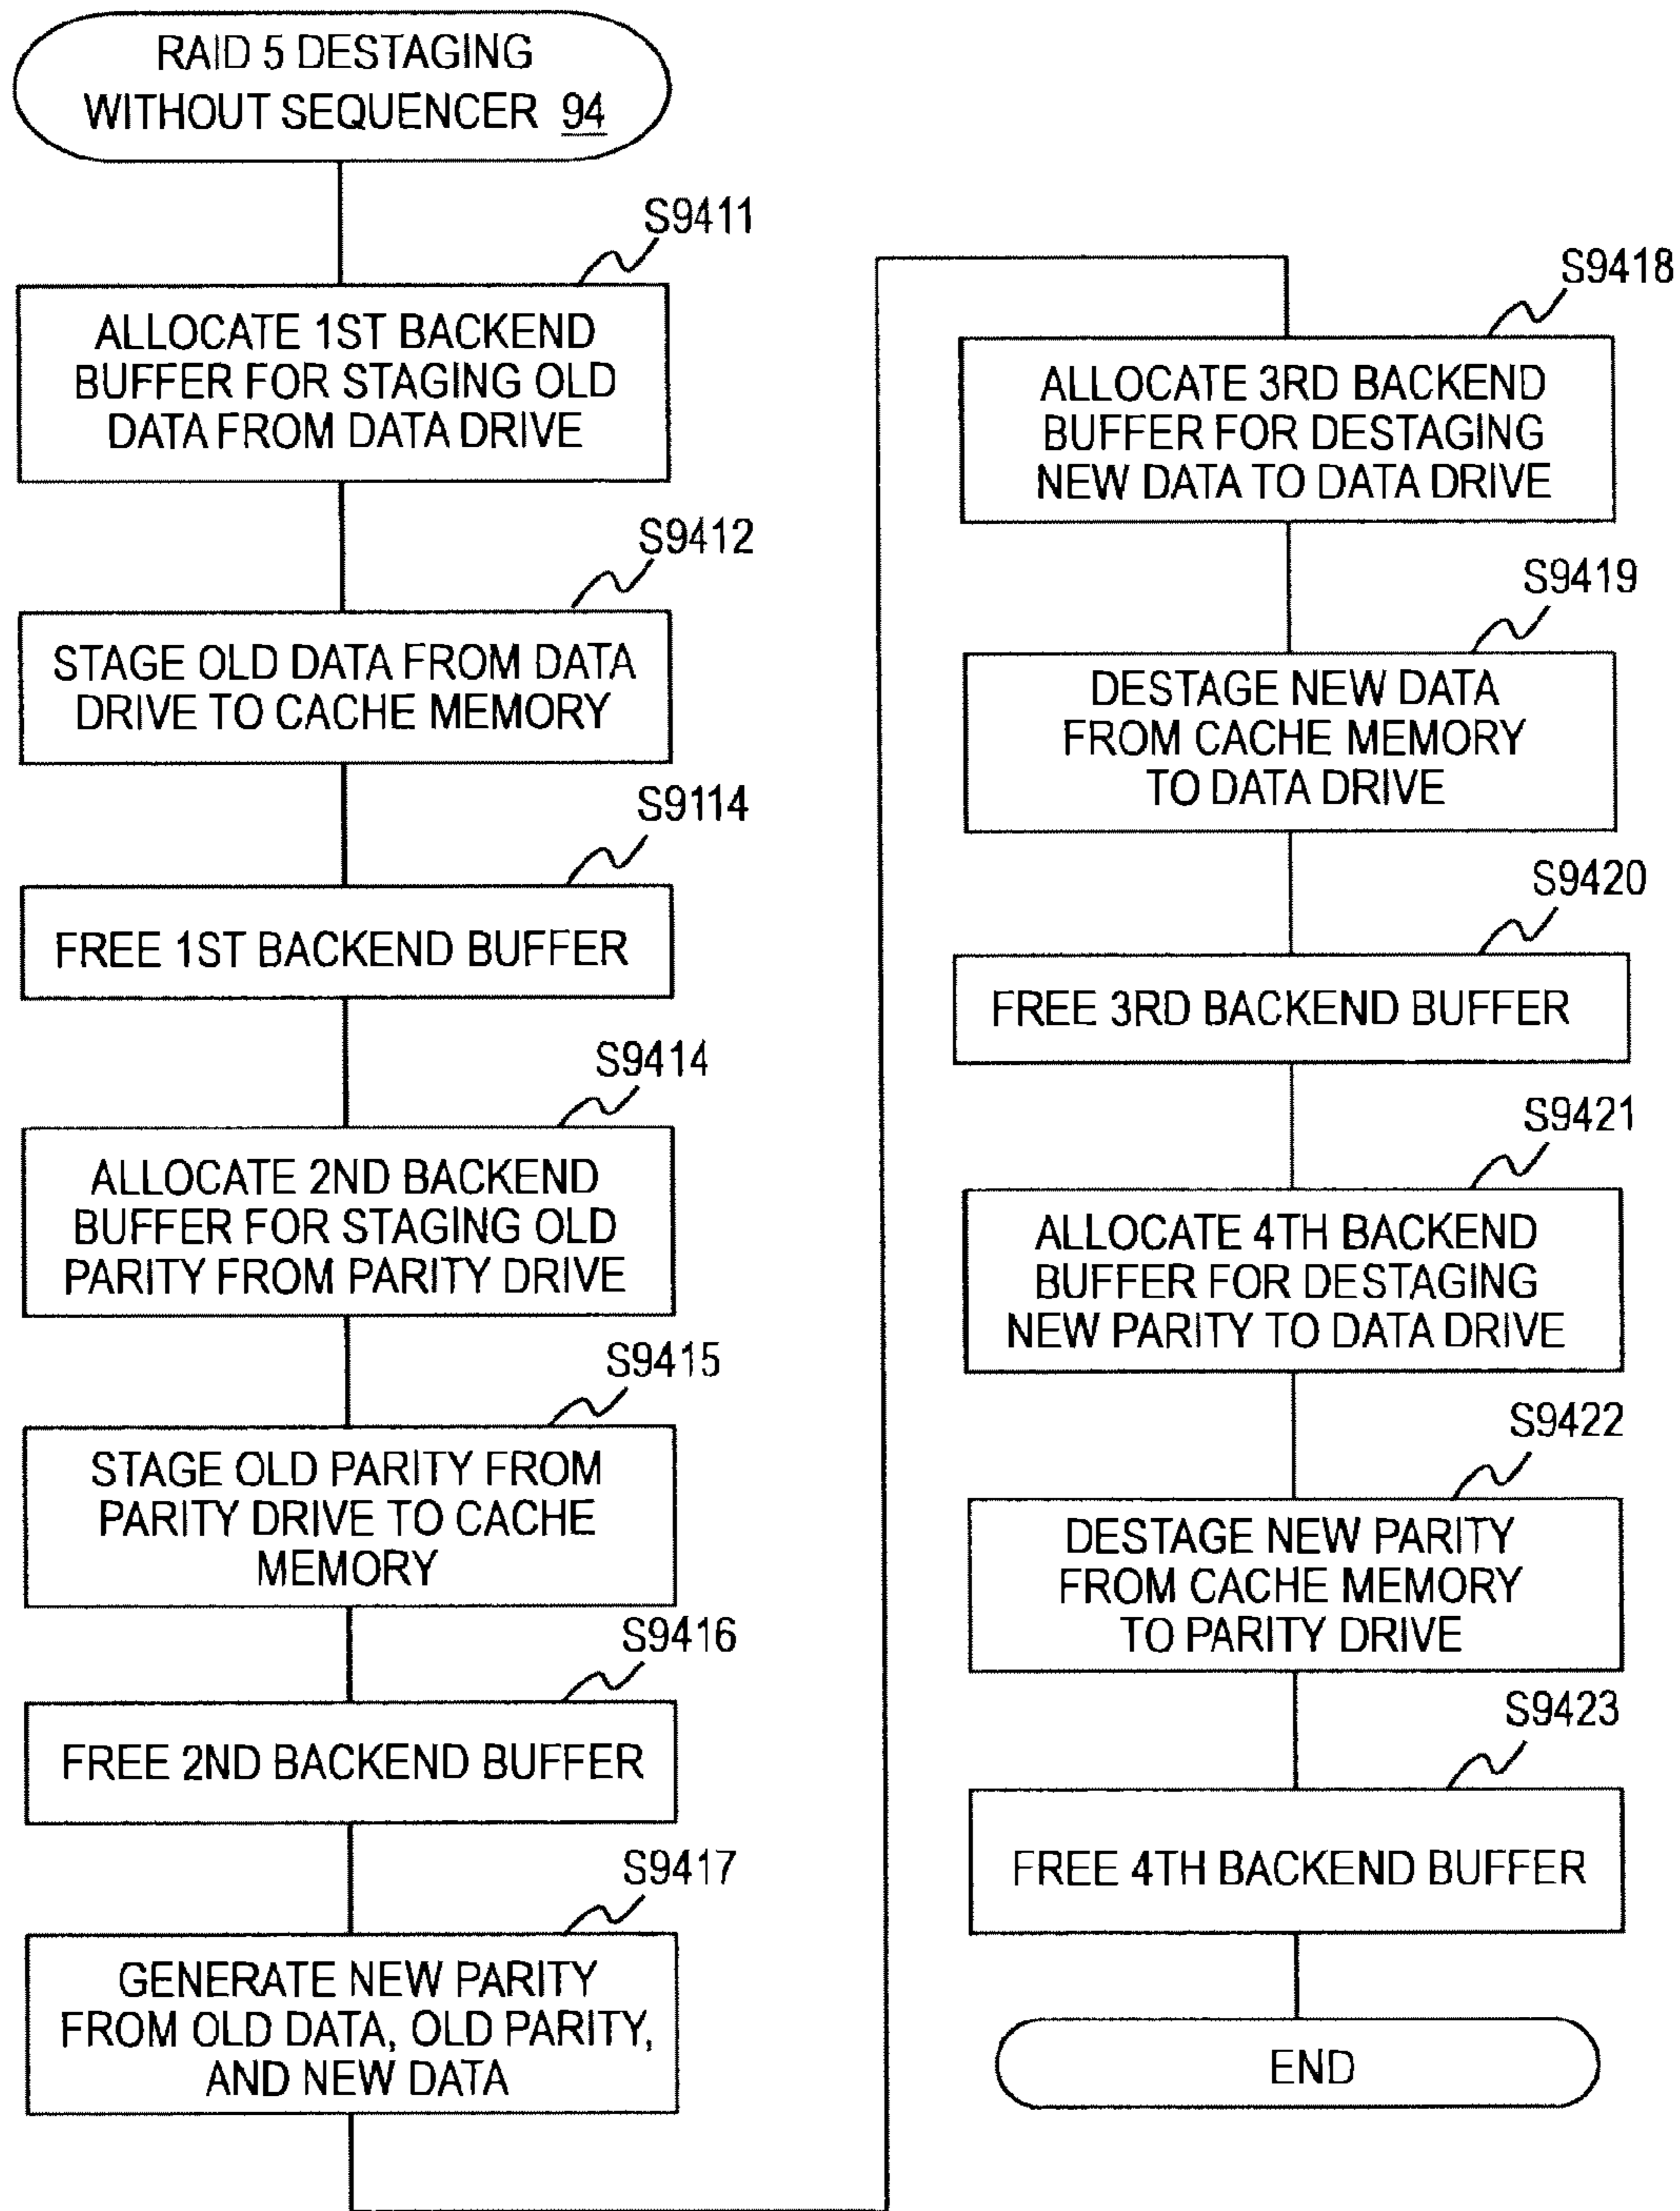 RAID 5 DESTAGING
WITHOUT SEQUENCER 94
S9411
ALLOCATE 1ST BACKEND
BUFFER FOR STAGING OLD
DATA FROM DATA DRIVE
S9412
STAGE OLD DATA FROM DATA
DRIVE TO CACHE MEMORY
S9114
FREE 1ST BACKEND BUFFER
S9414
ALLOCATE 2ND BACKEND
BUFFER FOR STAGING OLD
PARITY FROM PARITY DRIVE
S9415
STAGE OLD PARITY FROM
PARITY DRIVE TO CACHE
MEMORY
S9416
FREE 2ND BACKEND BUFFER
S9417
GENERATE NEW PARITY
FROM OLD DATA, OLD PARITY,
AND NEW DATA
S9418
ALLOCATE 3RD BACKEND
BUFFER FOR DESTAGING
NEW DATA TO DATA DRIVE
S9419
DESTAGE NEW DATA
FROM CACHE MEMORY
TO DATA DRIVE
S9420
FREE 3RD BACKEND BUFFER
S9421
ALLOCATE 4TH BACKEND
BUFFER FOR DESTAGING
NEW PARITY TO DATA DRIVE
S9422
DESTAGE NEW PARITY
FROM CACHE MEMORY
TO PARITY DRIVE
S9423
FREE 4TH BACKEND BUFFER
END